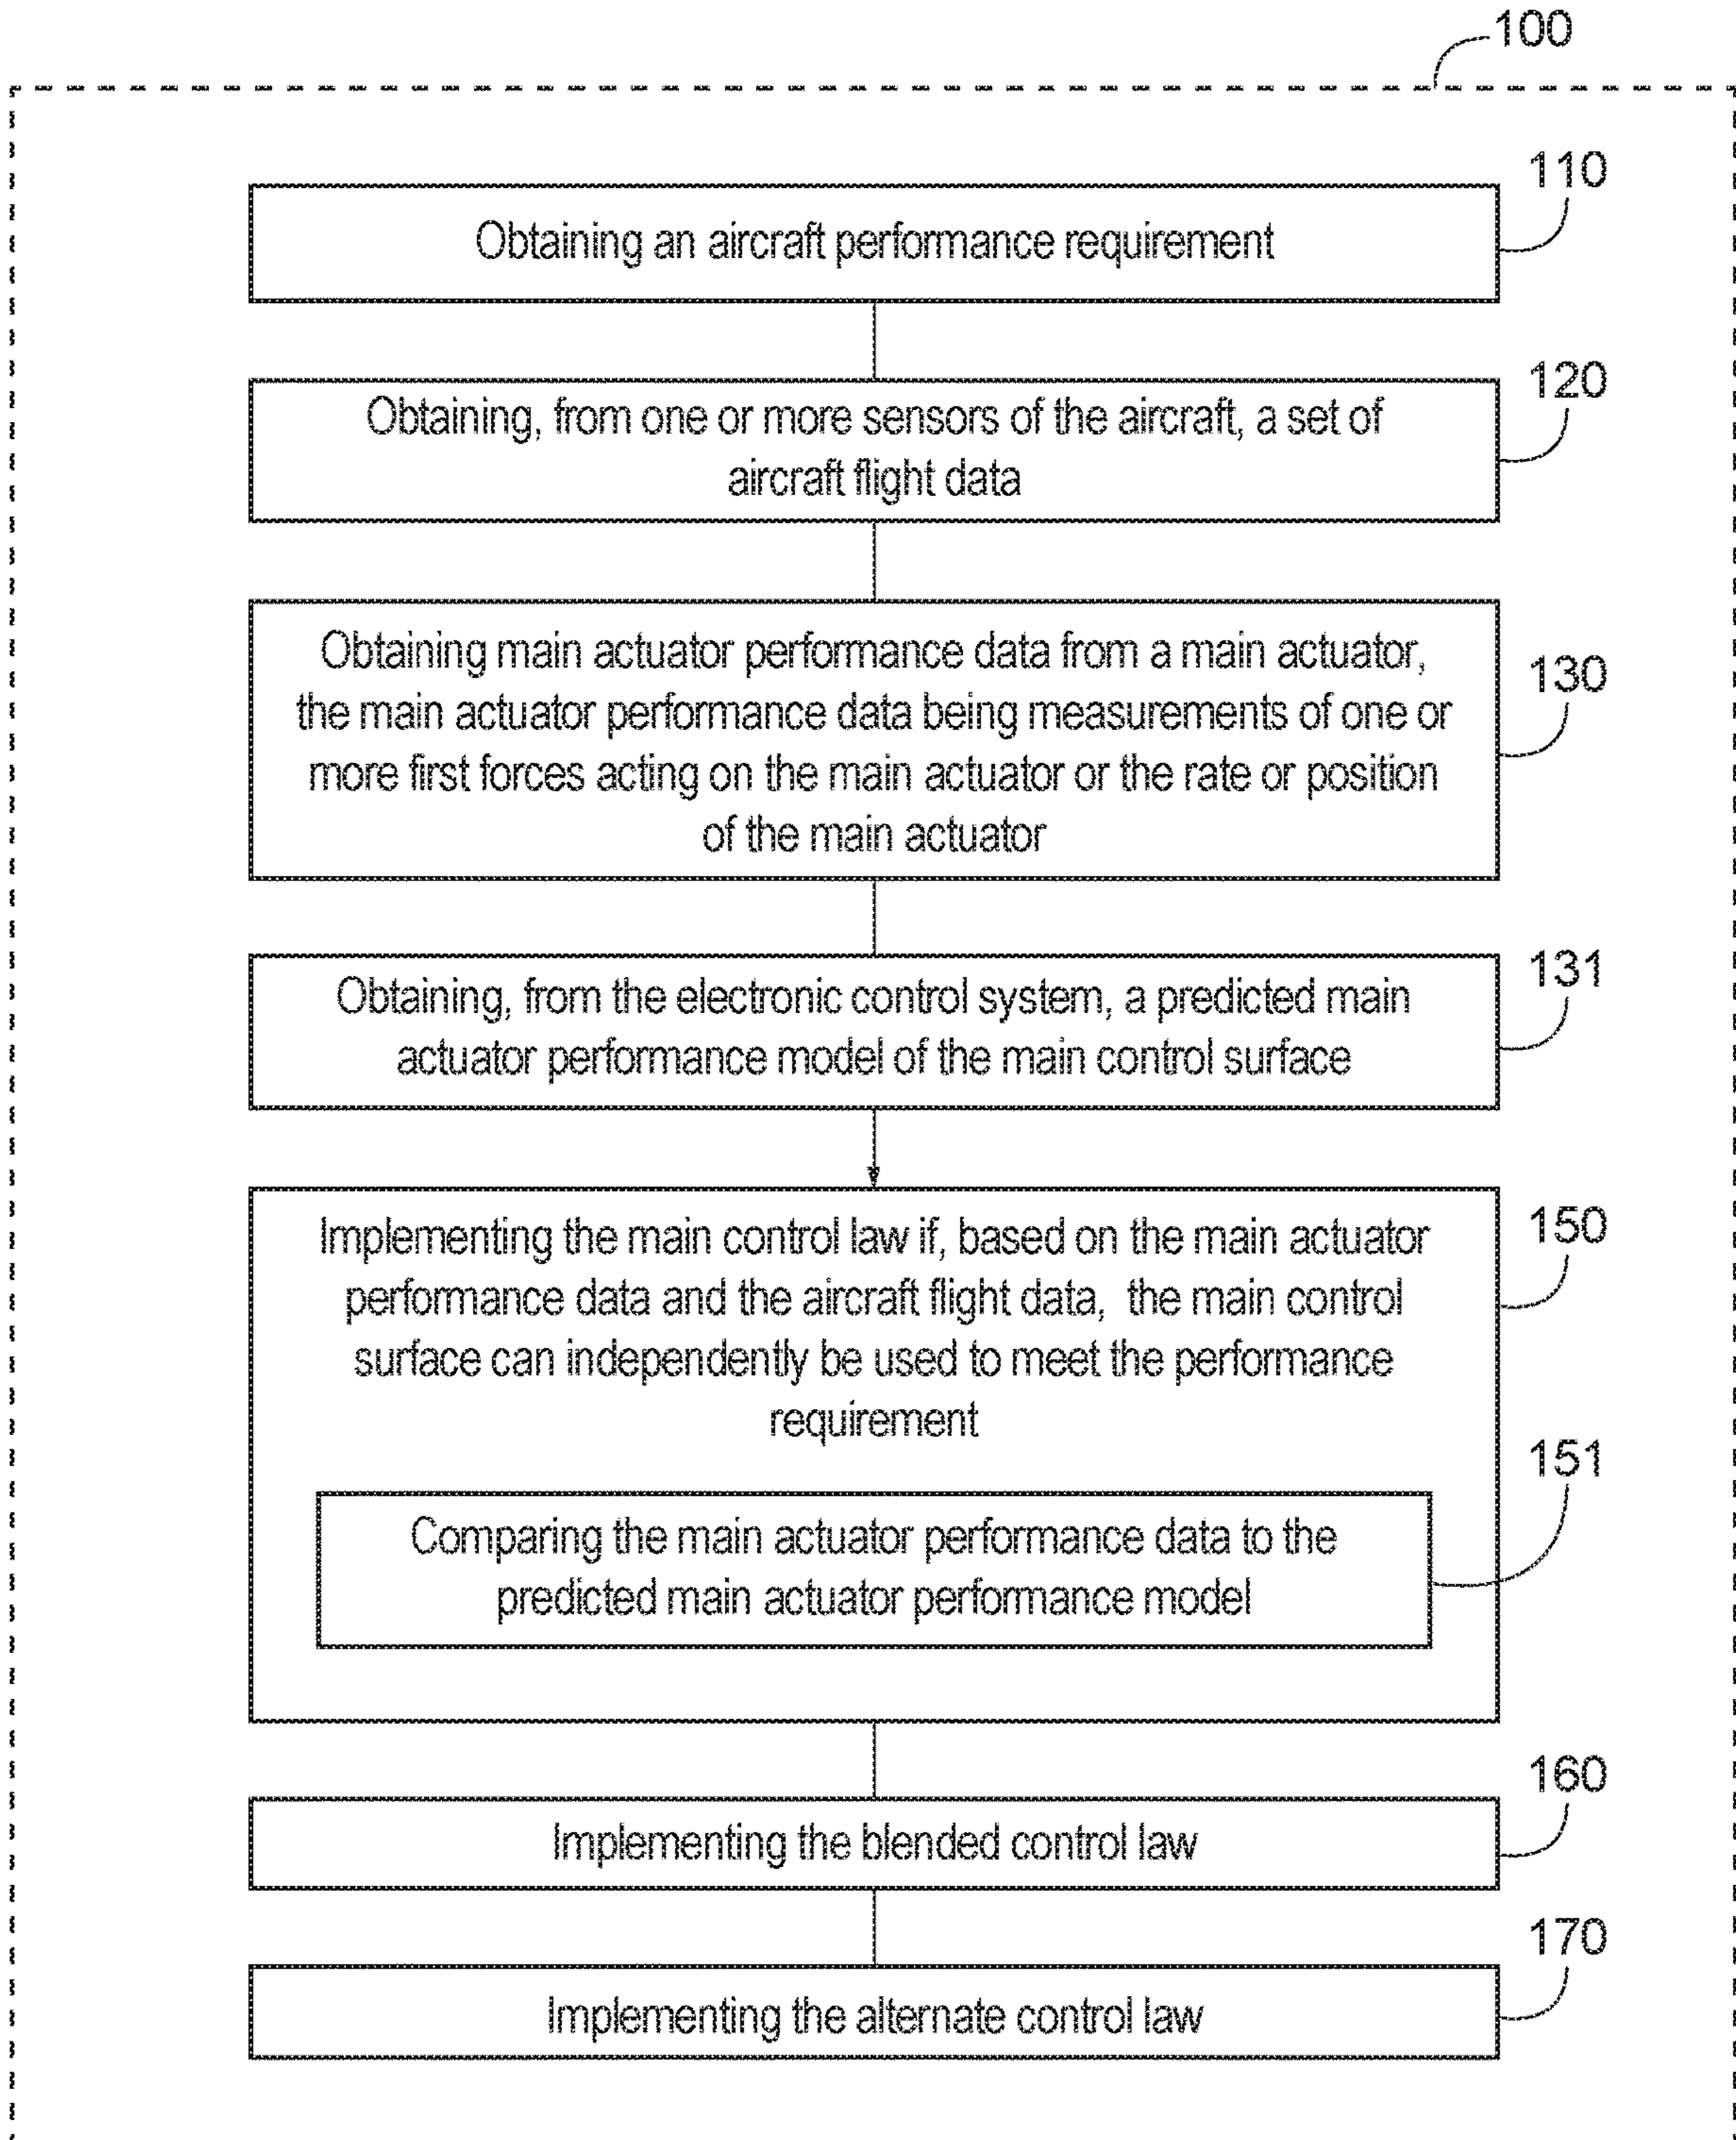 100
110
Obtaining an aircraft performance requirement
120
Obtaining, from one or more sensors of the aircraft, a set of
aircraft flight data
130
Obtaining main actuator performance data from a main actuator,
the main actuator performance data being measurements of one or
more first forces acting on the main actuator or the rate or position
of the main actuator
131
Obtaining, from the electronic control system, a predicted main
actuator performance model of the main control surface
150
Implementing the main control law if, based on the main actuator
performance data and the aircraft flight data, the main control
surface can independently be used to meet the performance
requirement
151
Comparing the main actuator performance data to the
predicted main actuator performance model
160
Implementing the blended control law
170
Implementing the alternate control law